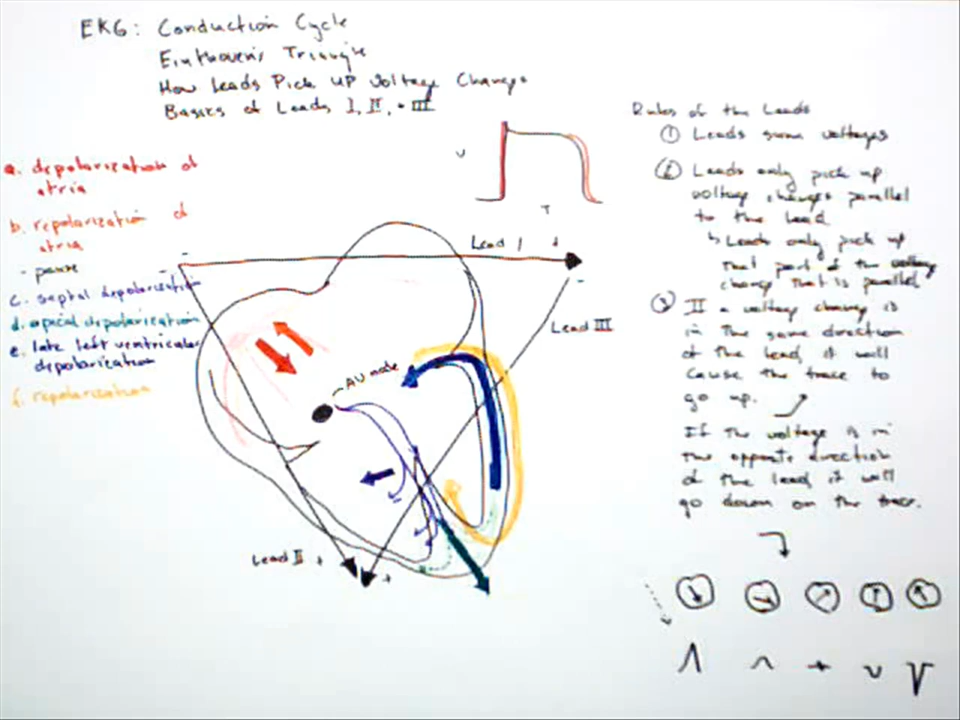 EKG: Conduction Cycle
Einthoven's Triangle
How Leads Pick up Voltage Changes
Basics of Leads I, II, + III
a. depolarization of
atria
b. repolarization of
atria
- pause
c. septal depolarization
d. apical depolarization
e. late left ventricular
depolarization
f. repolarization
V
T
Lead I +
-
-
-
Lead III
AV node
Lead II +
+
Rules of the Leads
① Leads sum voltages
② Leads only pick up
voltage changes parallel
to the lead
↳ Leads only pick up
that part of the voltage
change that is parallel
③ If a voltage change is
in the same direction
of the lead it will
cause the trace to
go up.
If the voltage is in
the opposite direction
of the lead it will
go down on the trace.